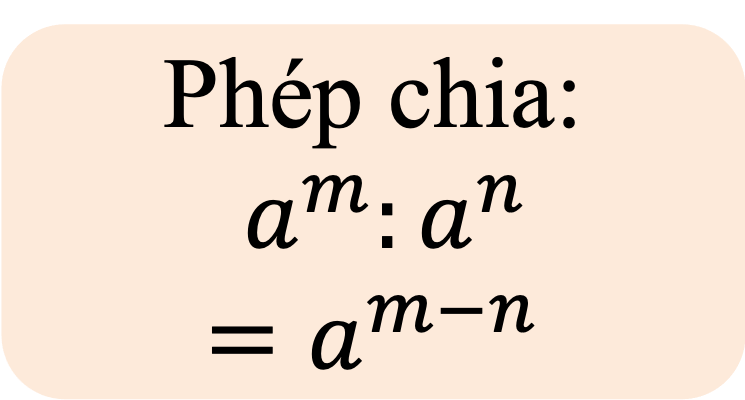 Phép chia:
a^m : a^n
= a^{m−n}